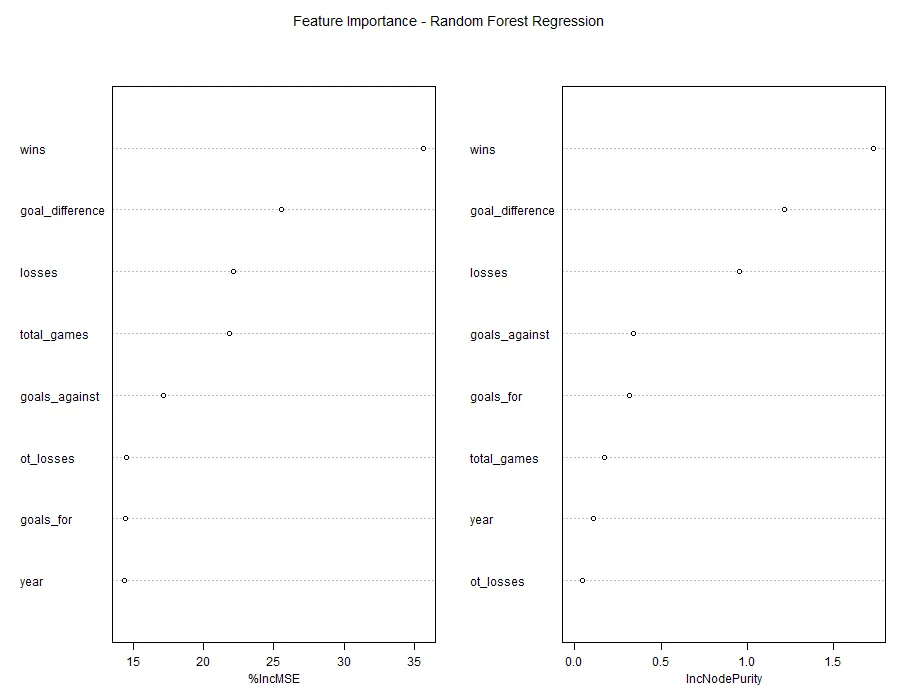 Feature Importance - Random Forest Regression
wins
goal_difference
losses
total_games
goals_against
ot_losses
goals_for
year
15 20 25 30 35
%IncMSE
wins
goal_difference
losses
goals_against
goals_for
total_games
year
ot_losses
0.0 0.5 1.0 1.5
IncNodePurity